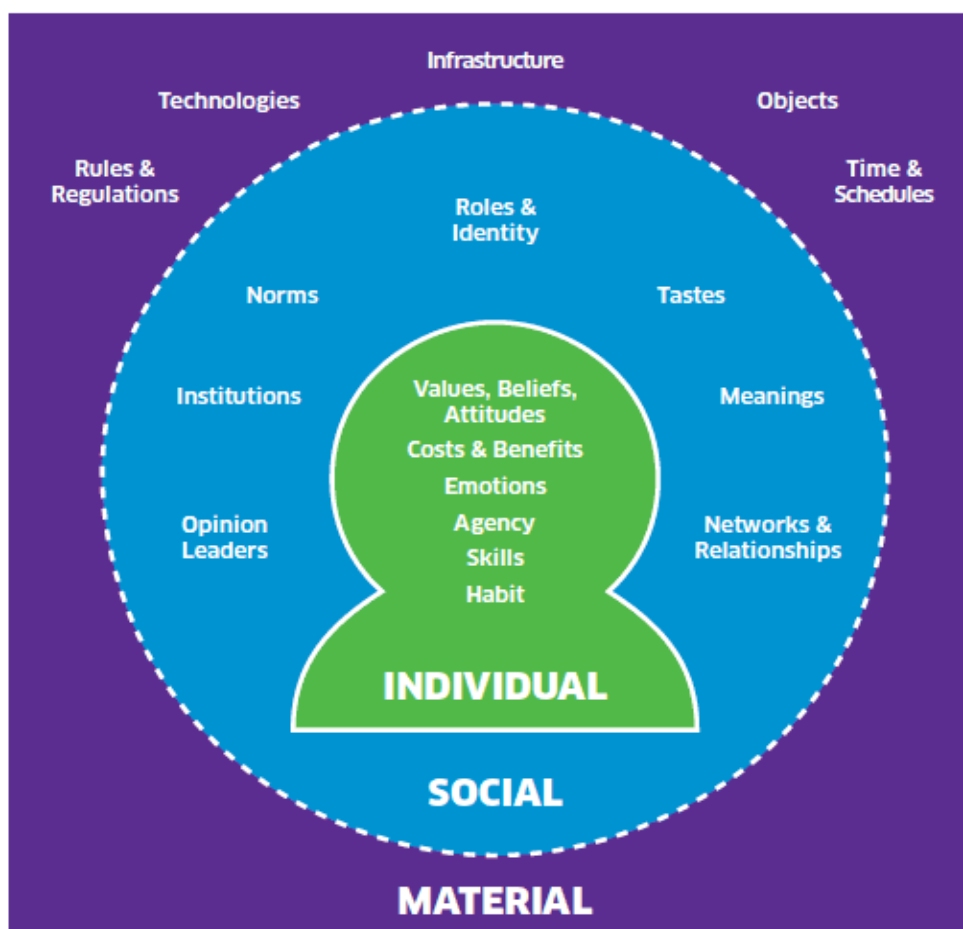 Infrastructure
Technologies
Objects
Rules &
Regulations
Time &
Schedules
Roles &
Identity
Norms
Tastes
Institutions
Values, Beliefs,
Attitudes
Meanings
Costs & Benefits
Emotions
Opinion
Leaders
Agency
Networks &
Relationships
Skills
Habit
INDIVIDUAL
SOCIAL
MATERIAL